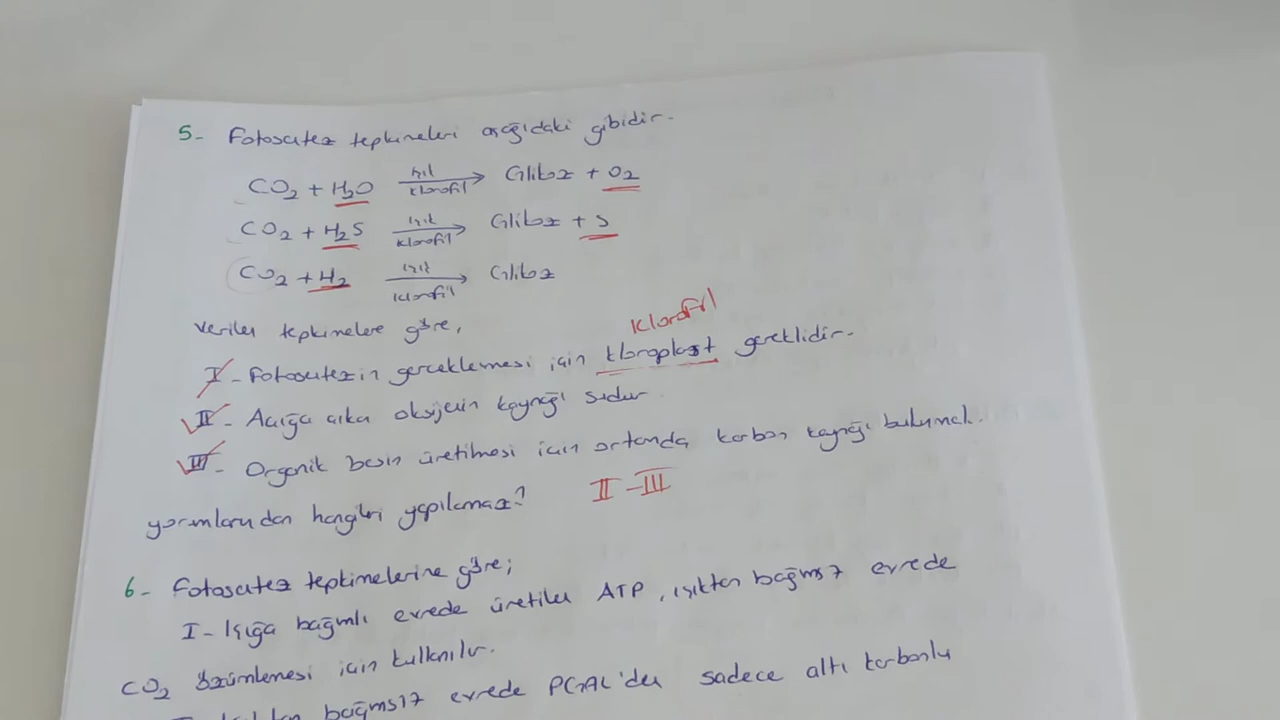 5- Fotosentez tepkimeleri aşağıdaki gibidir.
CO2 + H2O ışık klorofil → Glikoz + O2
CO2 + H2S ışık klorofil → Glikoz + S
CO2 + H2 ışık klorofil → Glikoz
verilen tepkimelere göre,
klorofil
I- Fotosentezin gerçeklemesi için kloroplast gereklidir.
II- Açığa çıkan oksijenin kaynağı sudur
III- Organik besin üretilmesi için ortamda karbon kaynağı bulunmalı.
yorumlarından hangileri yapılamaz?
II-III
6- Fotosentez tepkimelerine göre;
I- Işığa bağımlı evrede üretilen ATP, ışıktan bağımsız evrede
CO2 özümlemesi için kullanılır.
bağımsız evrede PGAL'den sadece altı karbonlu